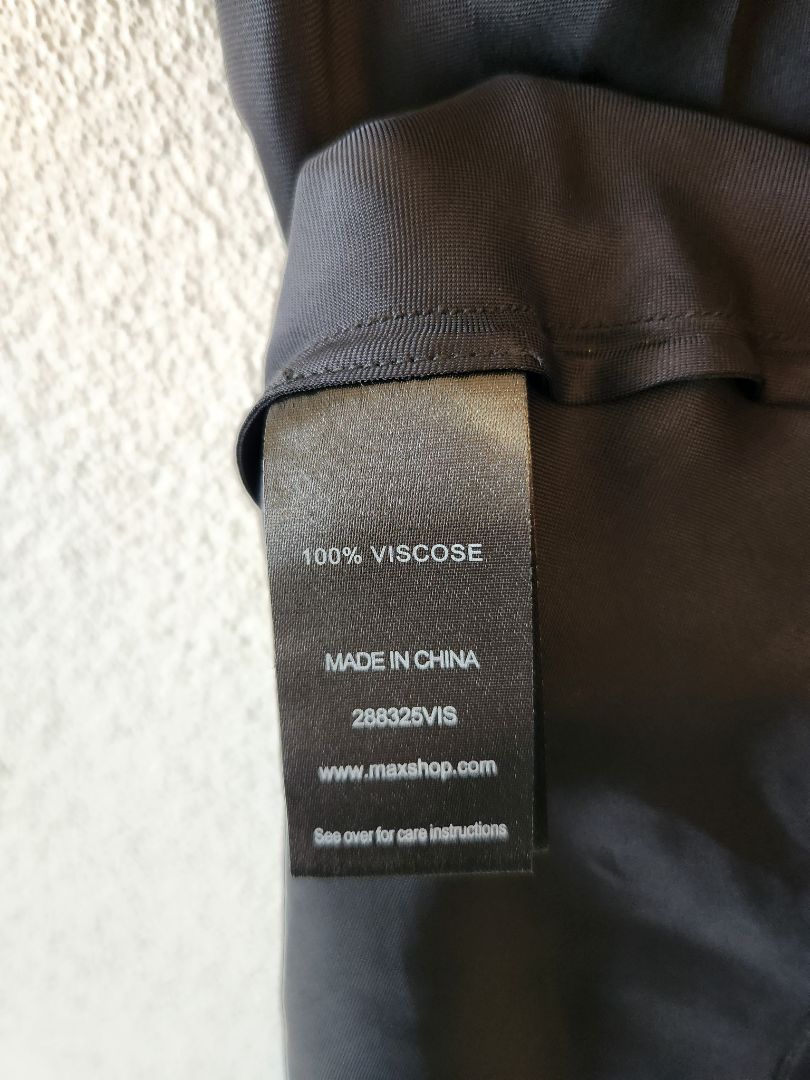 100% VISCOSE
MADE IN CHINA
288325VIS
www.maxshop.com
See over for care instructions